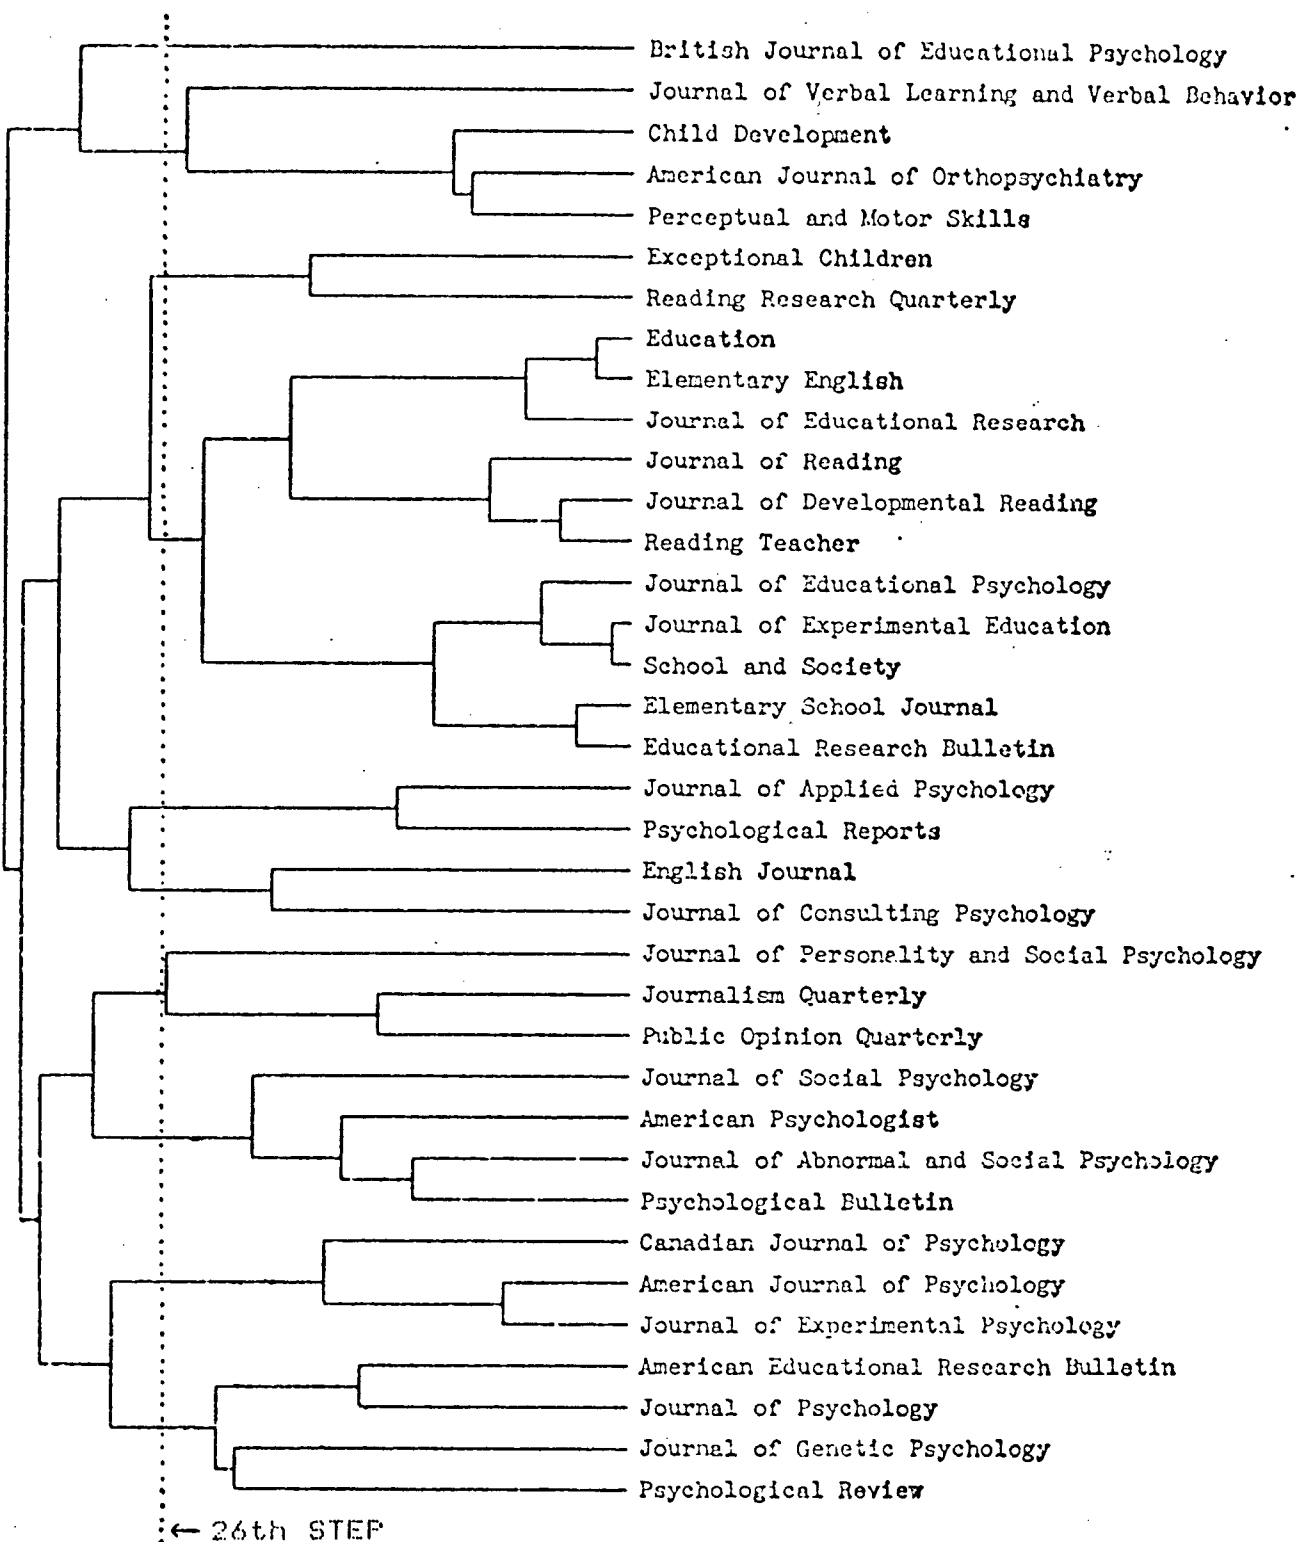 British Journal of Educational Psychology
Journal of Verbal Learning and Verbal Behavior
Child Development
American Journal of Orthopsychiatry
Perceptual and Motor Skills
Exceptional Children
Reading Research Quarterly
Education
Elementary English
Journal of Educational Research
Journal of Reading
Journal of Developmental Reading
Reading Teacher
Journal of Educational Psychology
Journal of Experimental Education
School and Society
Elementary School Journal
Educational Research Bulletin
Journal of Applied Psychology
Psychological Reports
English Journal
Journal of Consulting Psychology
Journal of Personality and Social Psychology
Journalism Quarterly
Public Opinion Quarterly
Journal of Social Psychology
American Psychologist
Journal of Abnormal and Social Psychology
Psychological Bulletin
Canadian Journal of Psychology
American Journal of Psychology
Journal of Experimental Psychology
American Educational Research Bulletin
Journal of Psychology
Journal of Genetic Psychology
Psychological Review
← 26th STEP